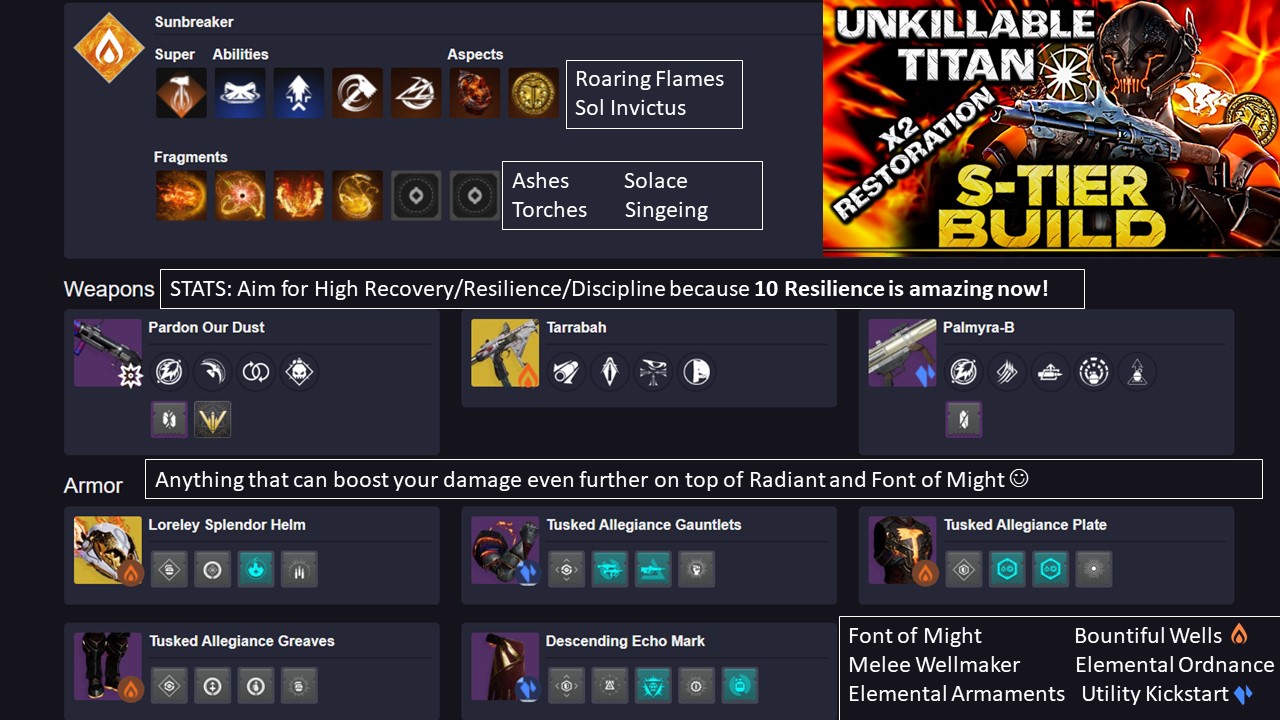 Sunbreaker
Super Abilities Aspects
Roaring Flames
Sol Invictus
Fragments
Ashes Solace
Torches Singeing
UNKILLABLE
TITAN
X2
RESTORATION
S-TIER
BUILD
Weapons
STATS: Aim for High Recovery/Resilience/Discipline because 10 Resilience is amazing now!
Pardon Our Dust
Tarrabah
Palmyra-B
Armor
Anything that can boost your damage even further on top of Radiant and Font of Might ☺
Loreley Splendor Helm
Tusked Allegiance Gauntlets
Tusked Allegiance Plate
Tusked Allegiance Greaves
Descending Echo Mark
Font of Might Bountiful Wells
Melee Wellmaker Elemental Ordnance
Elemental Armaments Utility Kickstart